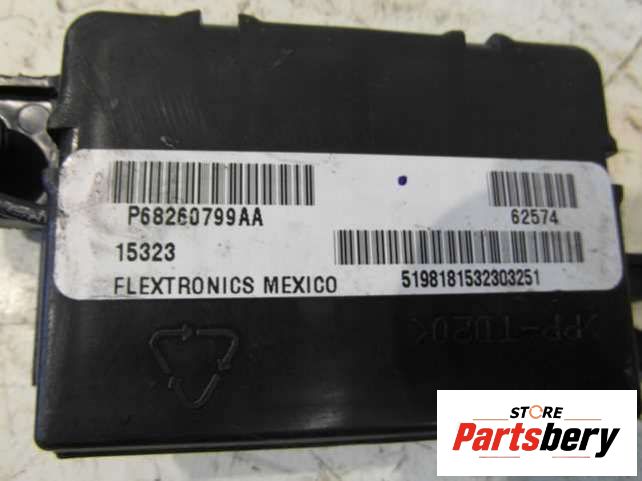 P68260799AA
62574
15323
5198181532303251
FLEXTRONICS MEXICO
PP-TD20
STORE
Partsbery